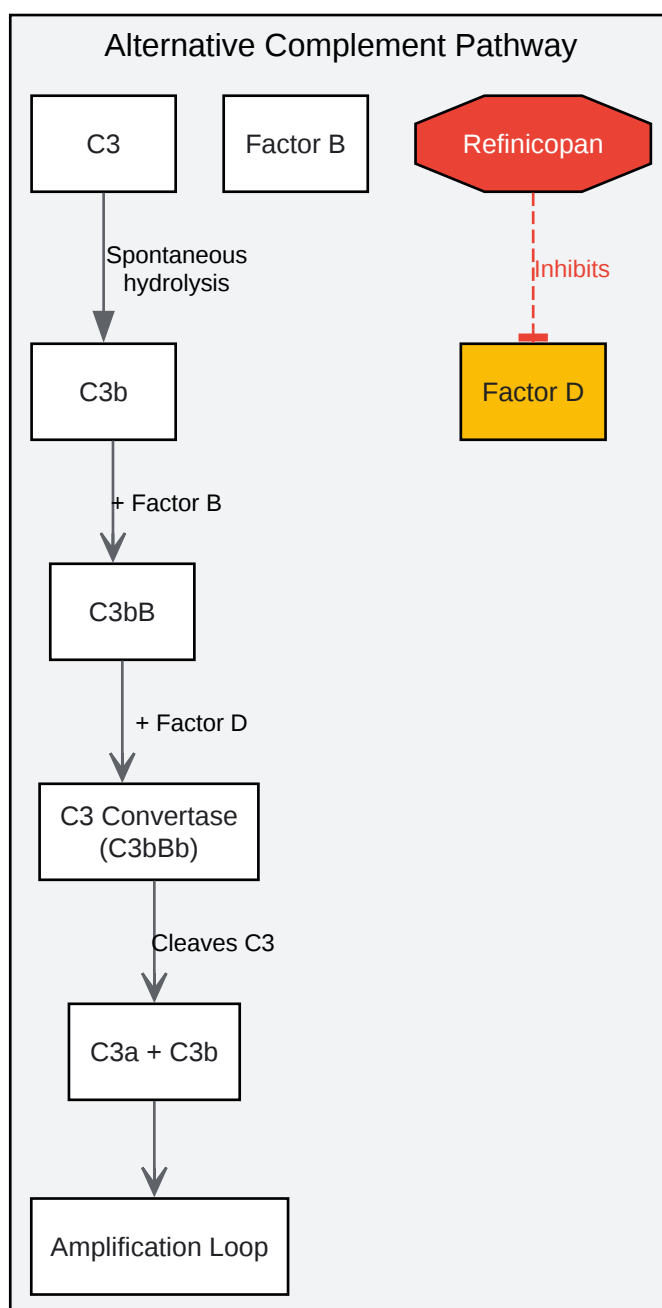 Alternative Complement Pathway
C3
Factor B
Refinicopan
Spontaneous
hydrolysis
Inhibits
C3b
Factor D
+ Factor B
C3bB
+ Factor D
C3 Convertase
(C3bBb)
Cleaves C3
C3a + C3b
Amplification Loop